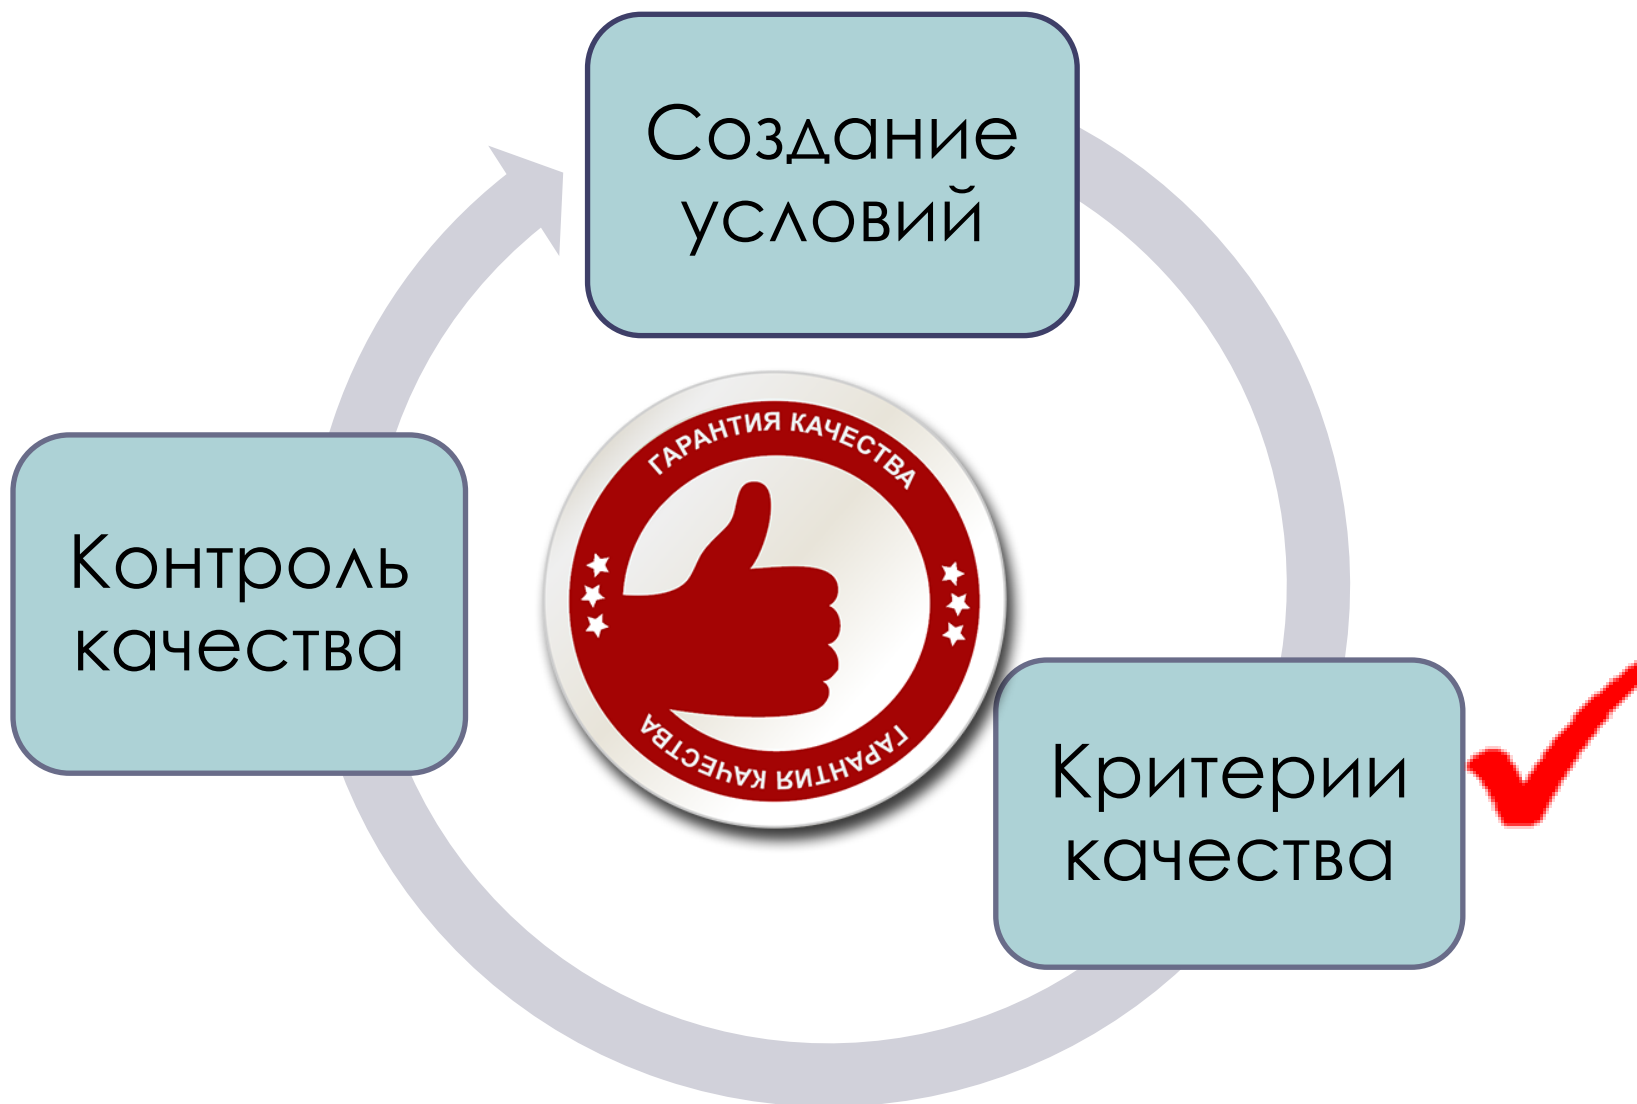 Создание
условий
ГАРАНТИЯ КАЧЕСТВА
Контроль
качества
ГАРАНТИЯ КАЧЕСТВА
Критерии
качества